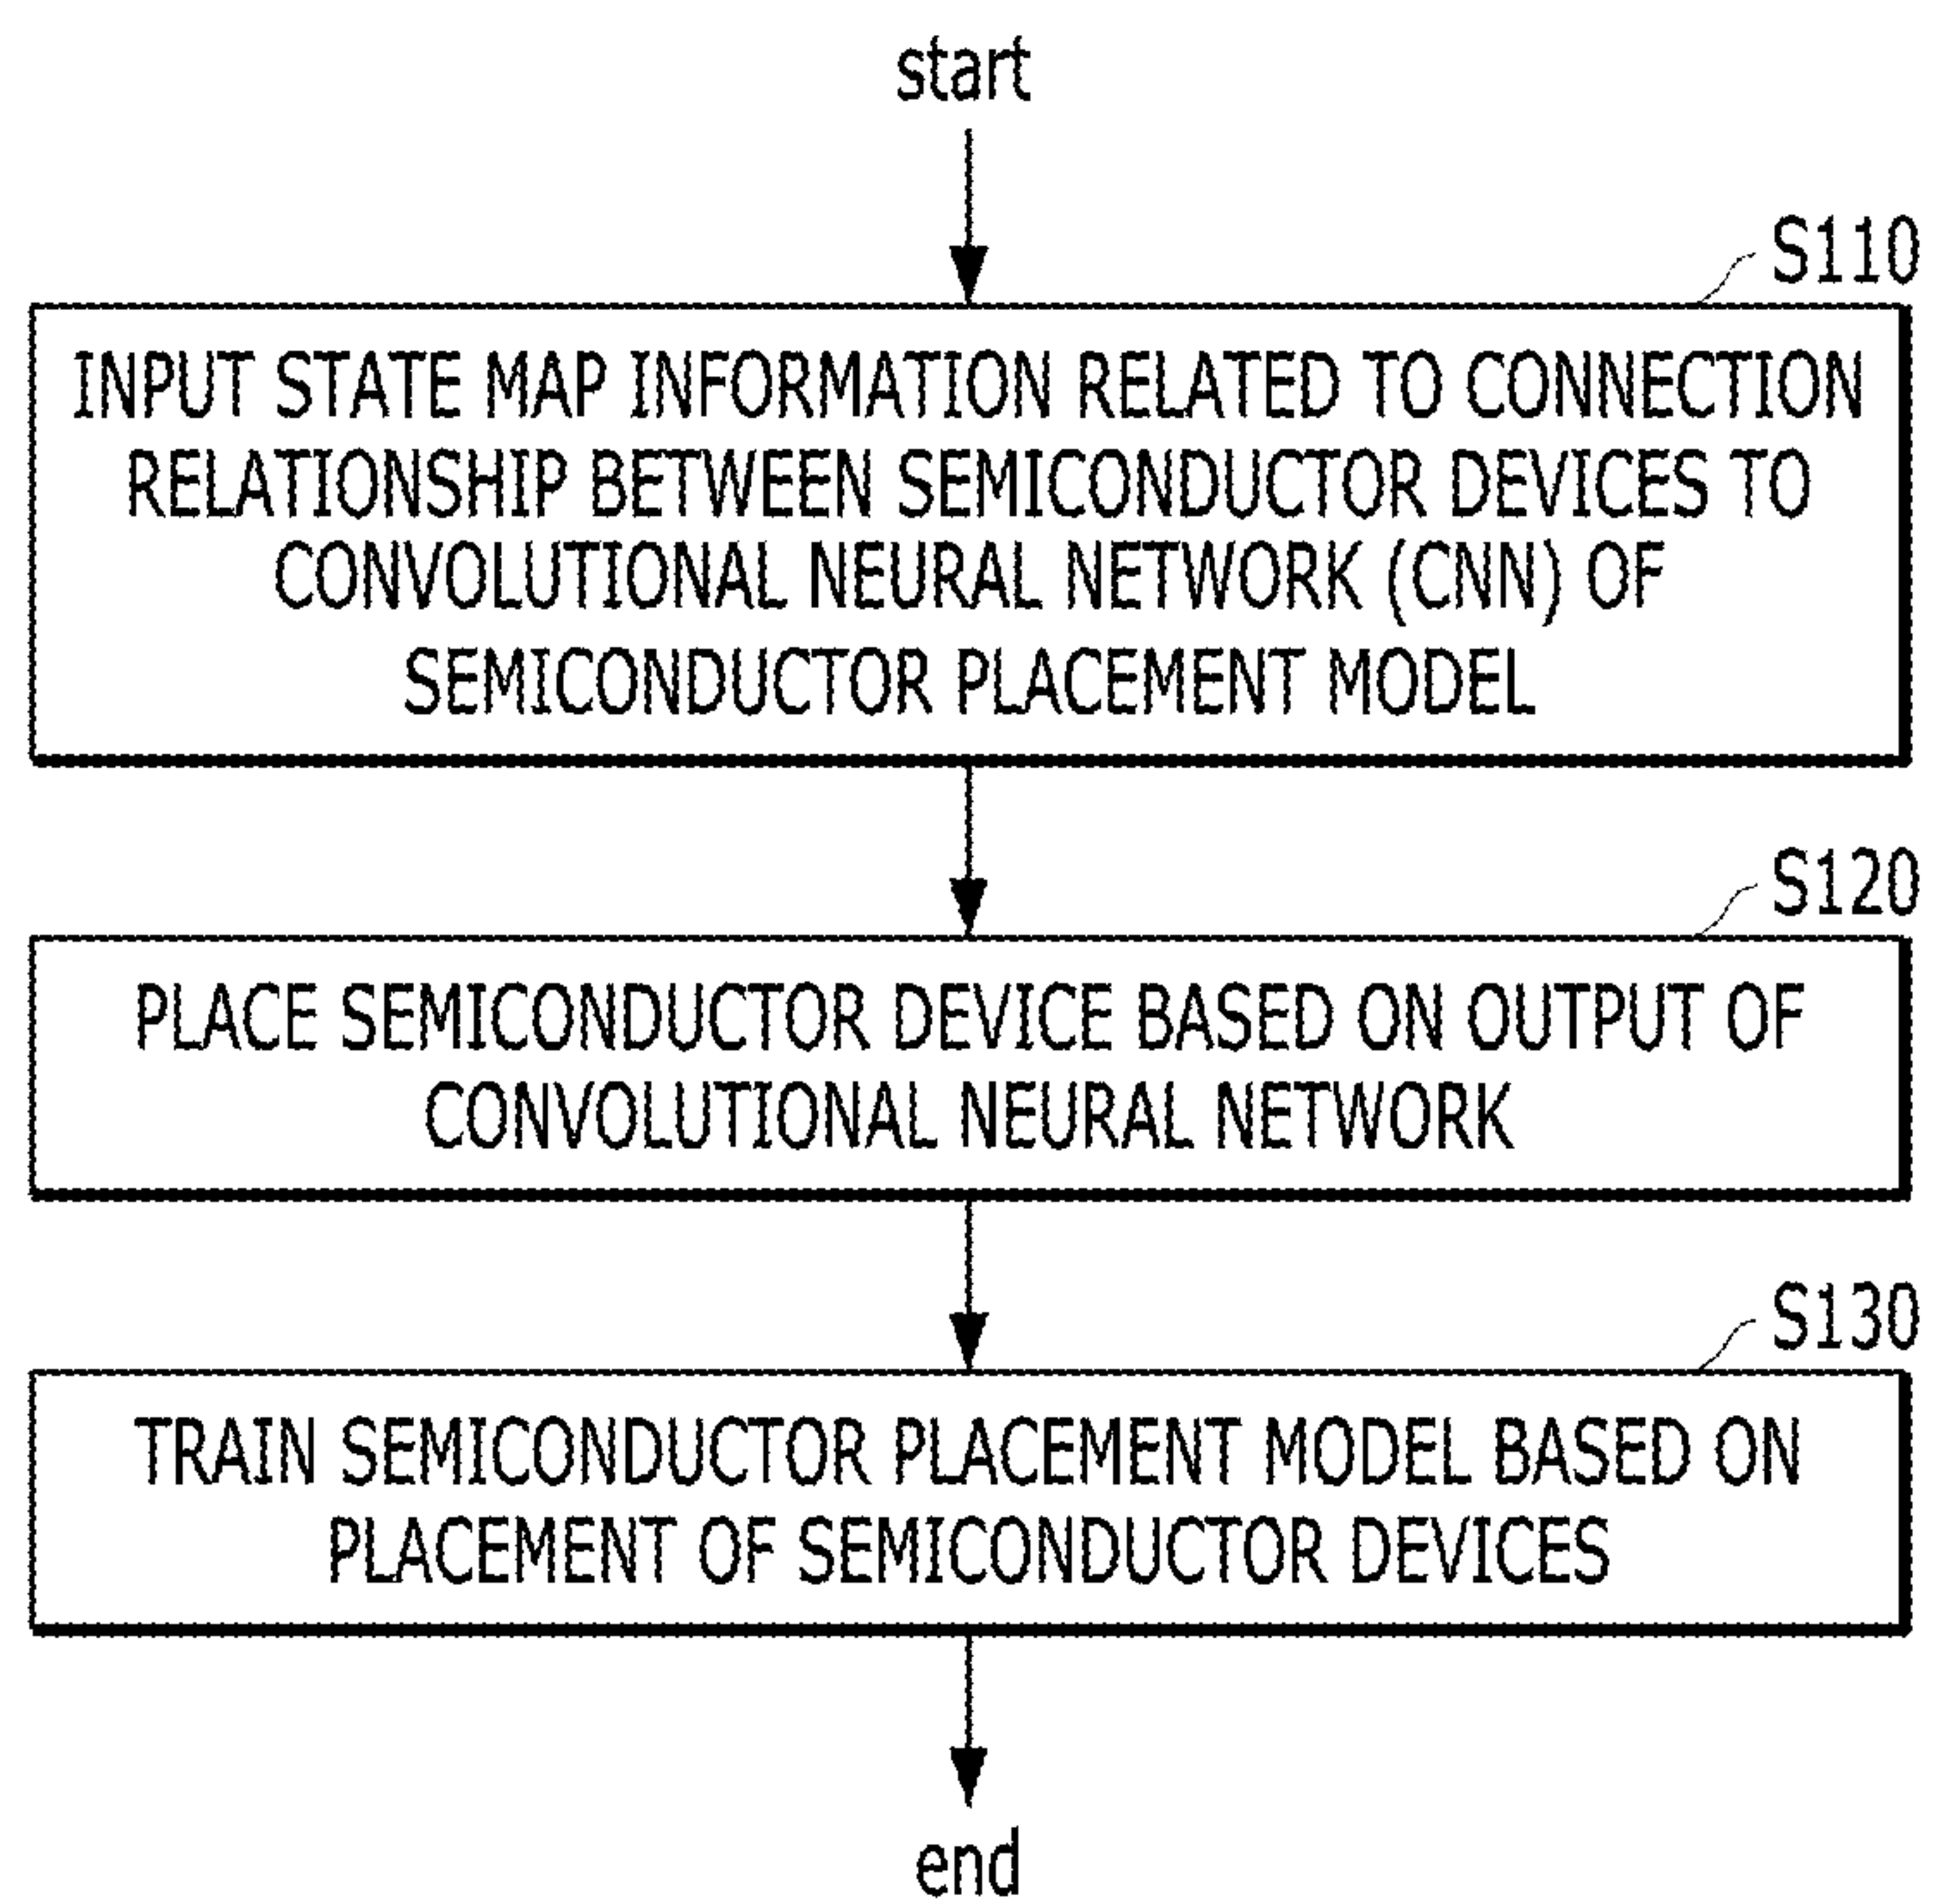 start
S110
INPUT STATE MAP INFORMATION RELATED TO CONNECTION
RELATIONSHIP BETWEEN SEMICONDUCTOR DEVICES TO
CONVOLUTIONAL NEURAL NETWORK (CNN) OF
SEMICONDUCTOR PLACEMENT MODEL
S120
PLACE SEMICONDUCTOR DEVICE BASED ON OUTPUT OF
CONVOLUTIONAL NEURAL NETWORK
S130
TRAIN SEMICONDUCTOR PLACEMENT MODEL BASED ON
PLACEMENT OF SEMICONDUCTOR DEVICES
end